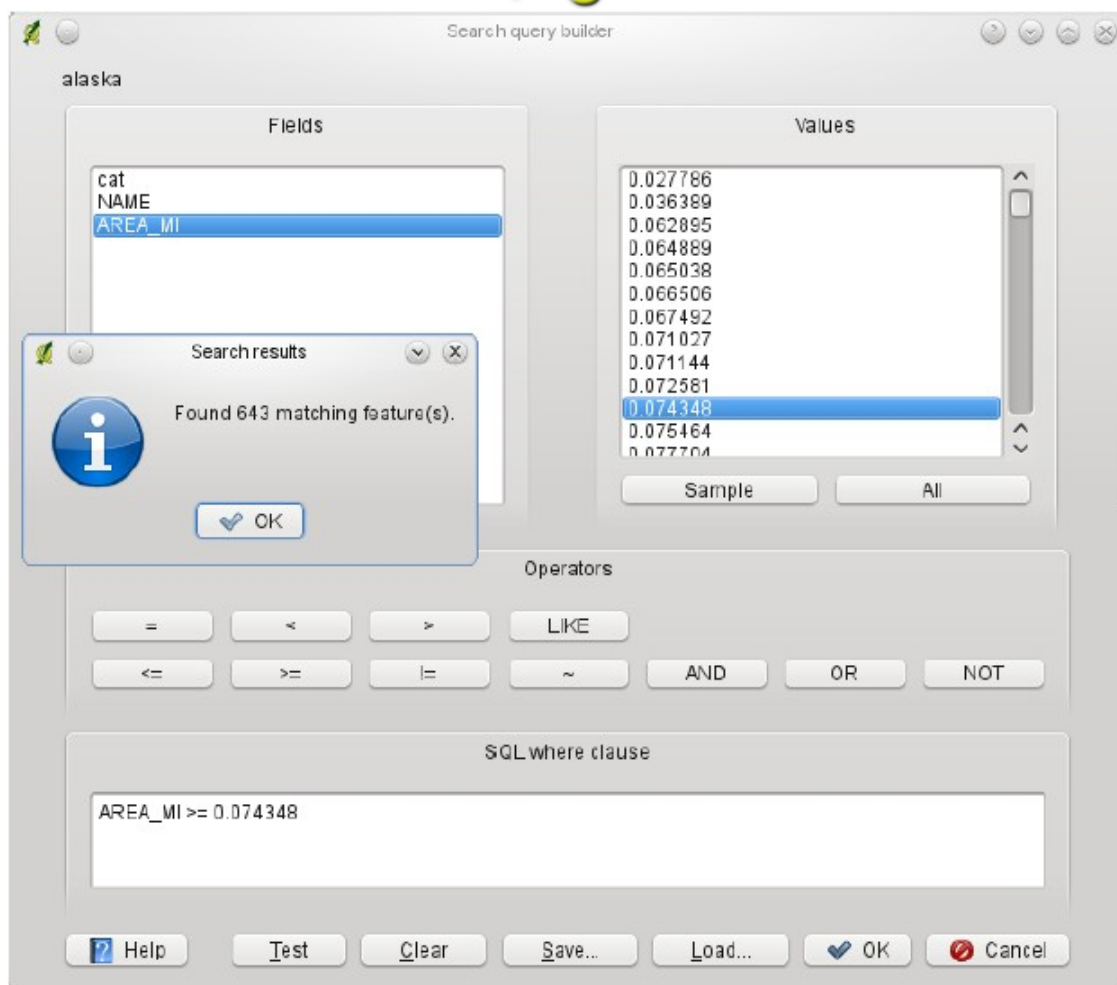 Search query builder
alaska
Fields
Values
cat
NAME
AREA_MI
0.027786
0.036389
0.062895
0.064889
0.065038
0.066506
0.067492
0.071027
0.071144
0.072581
0.074348
0.075464
0.077704
Sample
All
Search results
Found 643 matching feature(s).
OK
Operators
= < > LIKE
<= >= != ~ AND OR NOT
SQL where clause
AREA_MI >= 0.074348
Help Test Clear Save... Load... OK Cancel